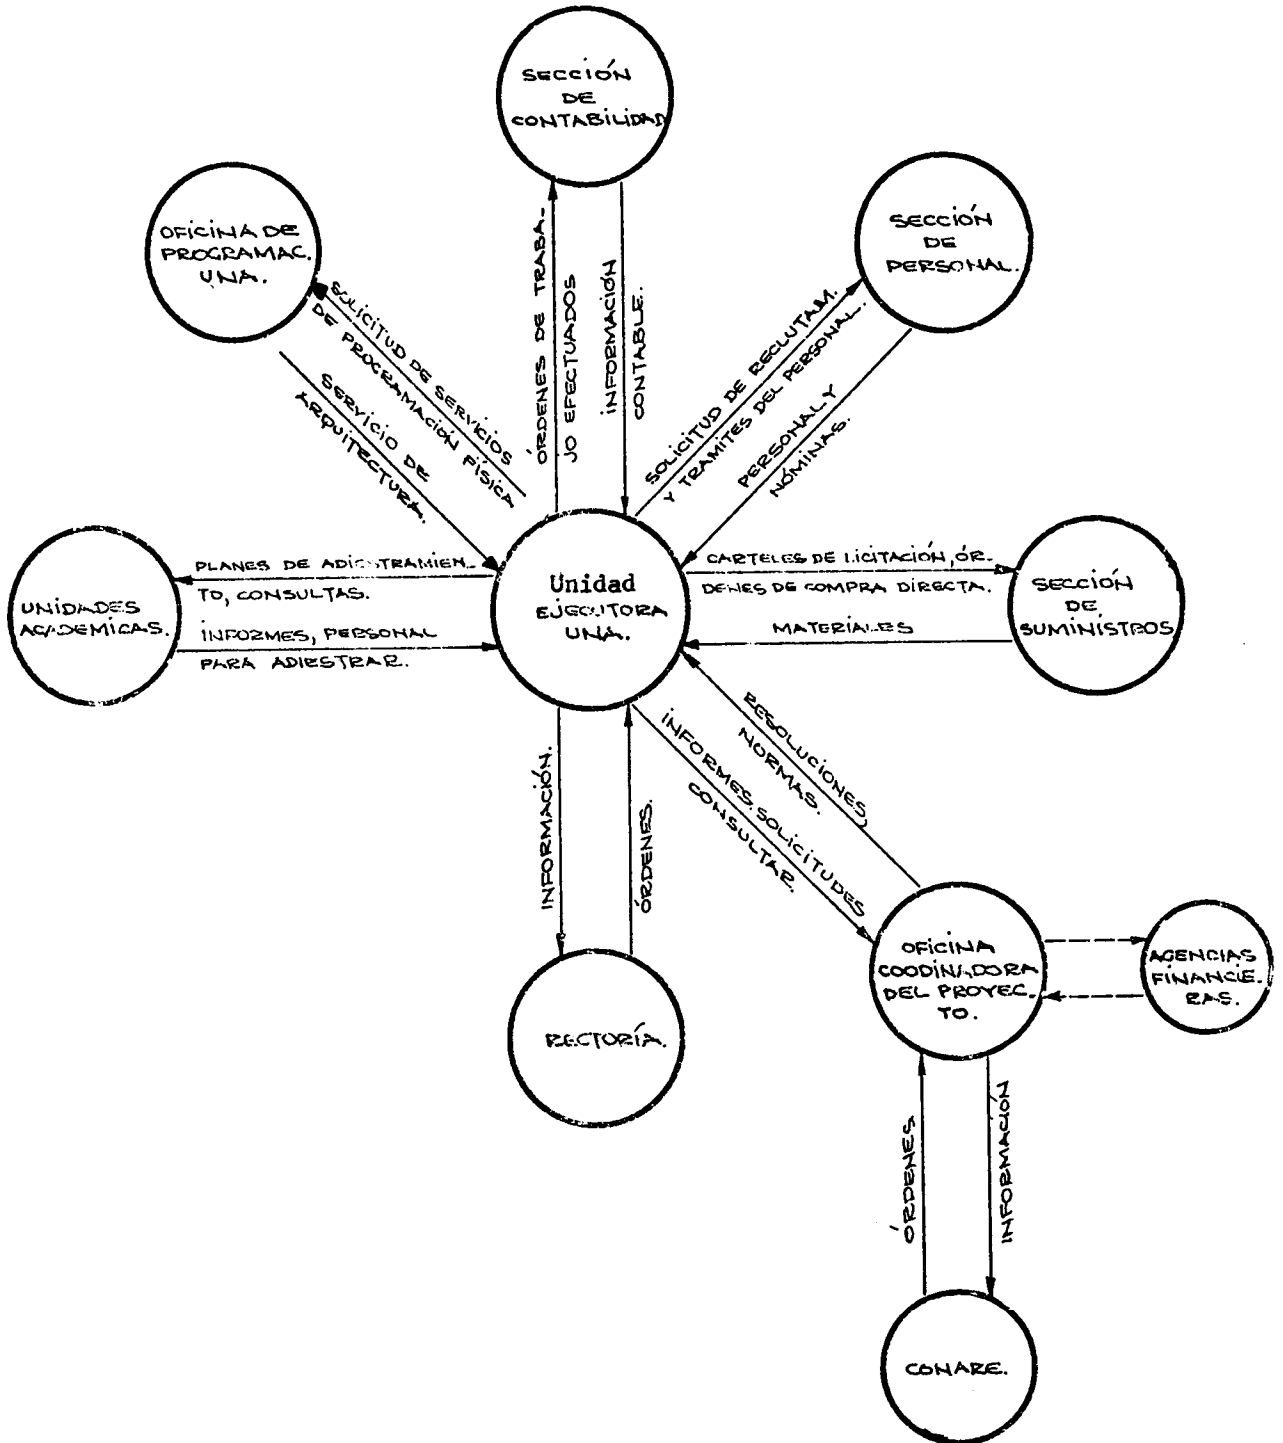 SECCIÓN
DE
CONTABILIDAD
OFICINA DE
PROGRAMAC.
UNA.
SECCIÓN
DE
PERSONAL.
SOLICITUD DE SERVICIOS
DE PROGRAMACIÓN FÍSICA
SERVICIO DE
ARQUITECTURA.
ÓRDENES DE TRABA-
JO EFECTUADOS
INFORMACIÓN
CONTABLE.
SOLICITUD DE RECLUTAM.
Y TRAMITES DEL PERSONAL.
PERSONAL Y
NÓMINAS.
UNIDADES
ACADEMICAS.
PLANES DE ADIESTRAMIEN-
TO, CONSULTAS.
INFORMES, PERSONAL
PARA ADIESTRAR.
Unidad
EJECUTORA
UNA.
CARTELES DE LICITACIÓN, ÓR-
DENES DE COMPRA DIRECTA.
MATERIALES
SECCIÓN
DE
SUMINISTROS
INFORMACIÓN.
ÓRDENES.
RESOLUCIONES,
NORMAS.
INFORMES, SOLICITUDES
CONSULTAR.
RECTORÍA.
OFICINA
COODINADORA
DEL PROYEC-
TO.
AGENCIAS
FINANCIE-
RAS.
ÓRDENES
INFORMACIÓN
CONARE.